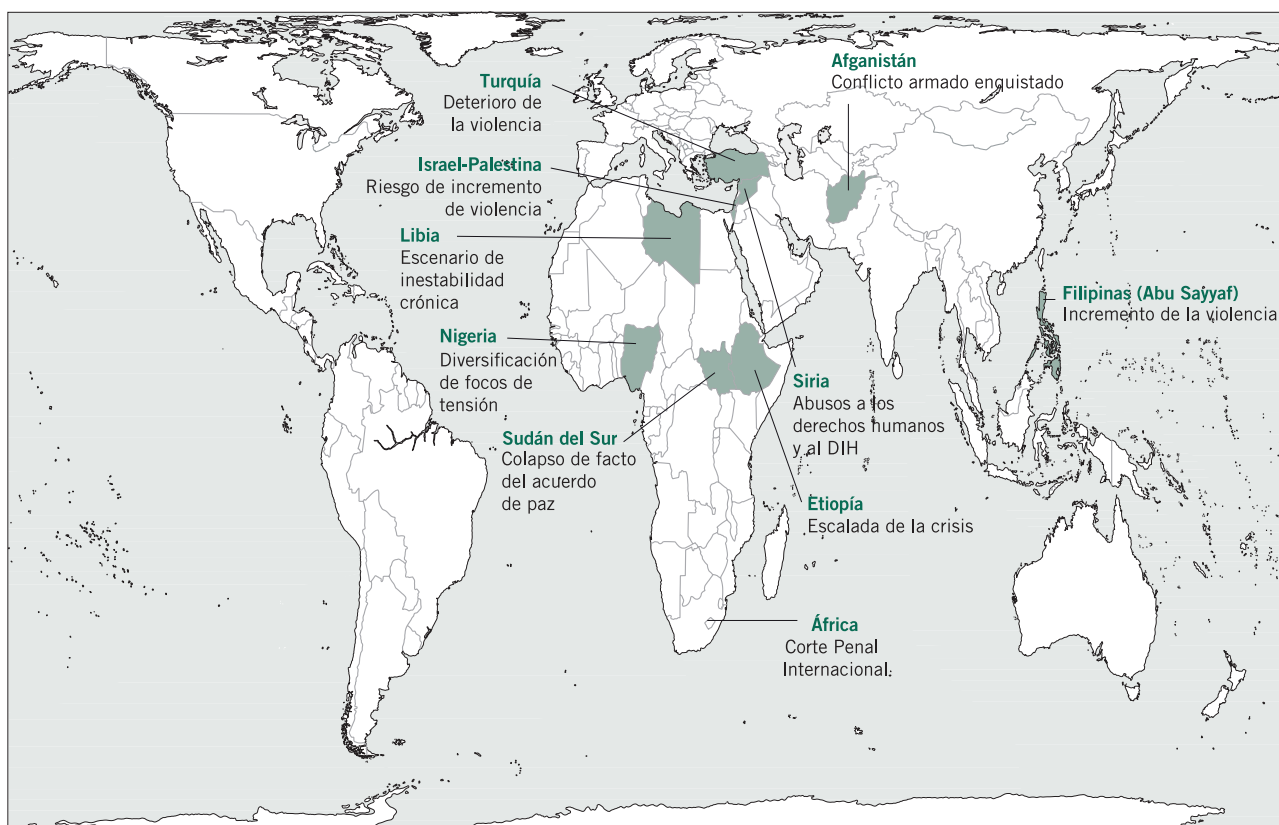 Turquía
Deterioro de
la violencia
Afganistán
Conflicto armado enquistado
Israel-Palestina
Riesgo de incremento
de violencia
Libia
Escenario de
inestabilidad
crónica
Filipinas (Abu Sayyaf)
Incremento de la violencia
Nigeria
Diversificación
de focos de
tensión
Siria
Abusos a los
derechos humanos
y al DIH
Sudán del Sur
Colapso de facto
del acuerdo
de paz
Etiopía
Escalada de la crisis
África
Corte Penal
Internacional.